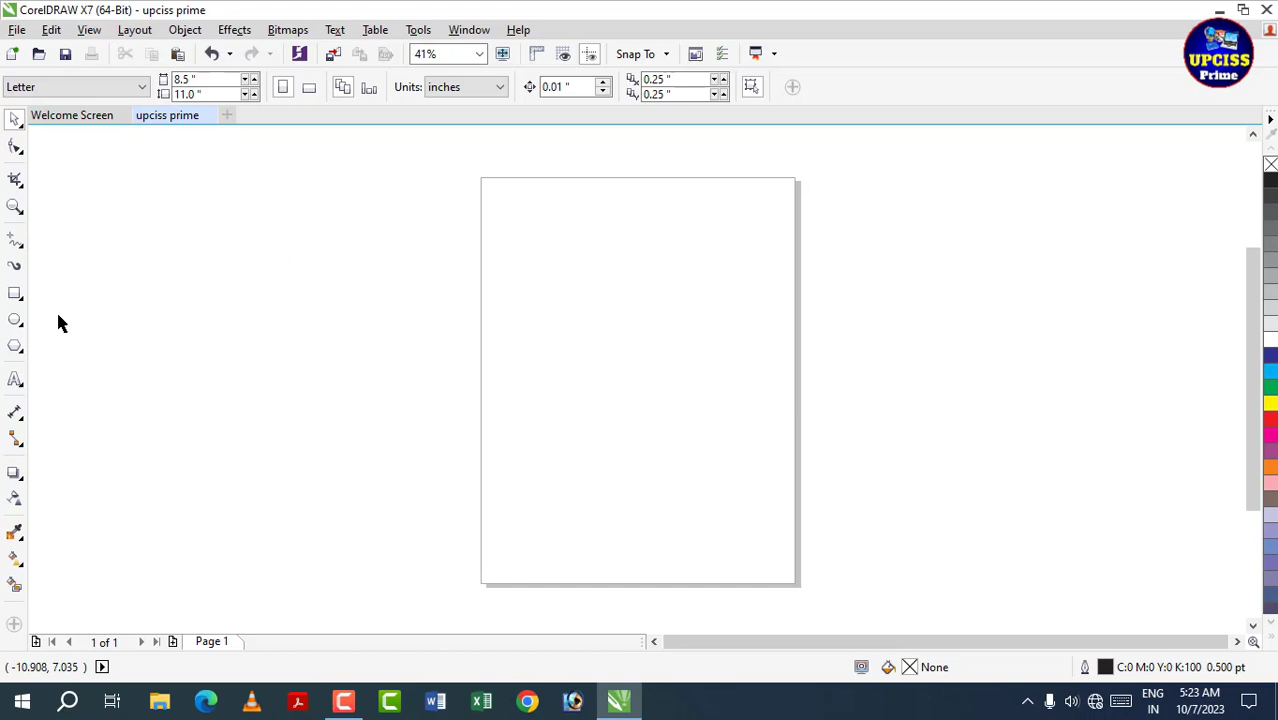 CorelDRAW X7 (64-Bit) - upciss prime
File Edit View Layout Object Effects Bitmaps Text Table Tools Window Help
41% Snap To
UPCISS
Prime
Letter 8.5 " 11.0 " Units: inches 0.01 " 0.25 " 0.25 "
Welcome Screen upciss prime
1 of 1 Page 1
( -10.908, 7.035 ) None C:0 M:0 Y:0 K:100 0.500 pt
ENG
IN
5:23 AM
10/7/2023